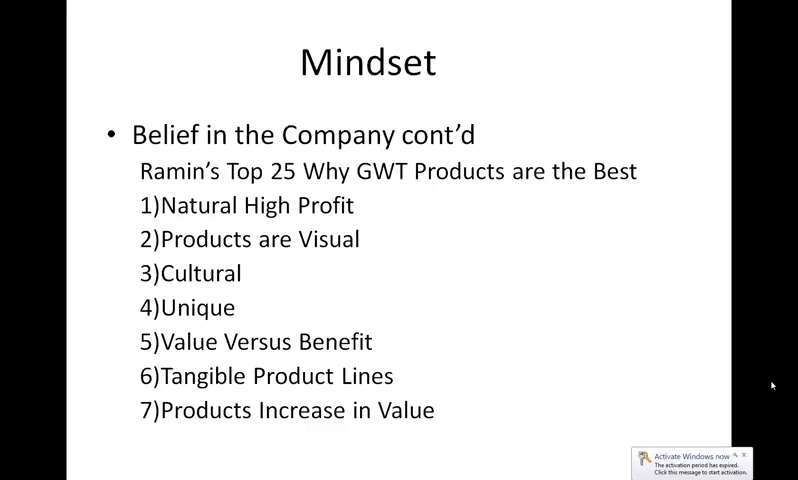 Mindset
• Belief in the Company cont’d
Ramin’s Top 25 Why GWT Products are the Best
1)Natural High Profit
2)Products are Visual
3)Cultural
4)Unique
5)Value Versus Benefit
6)Tangible Product Lines
7)Products Increase in Value
Activate Windows now
The activation period has expired.
Click this message to start activation.